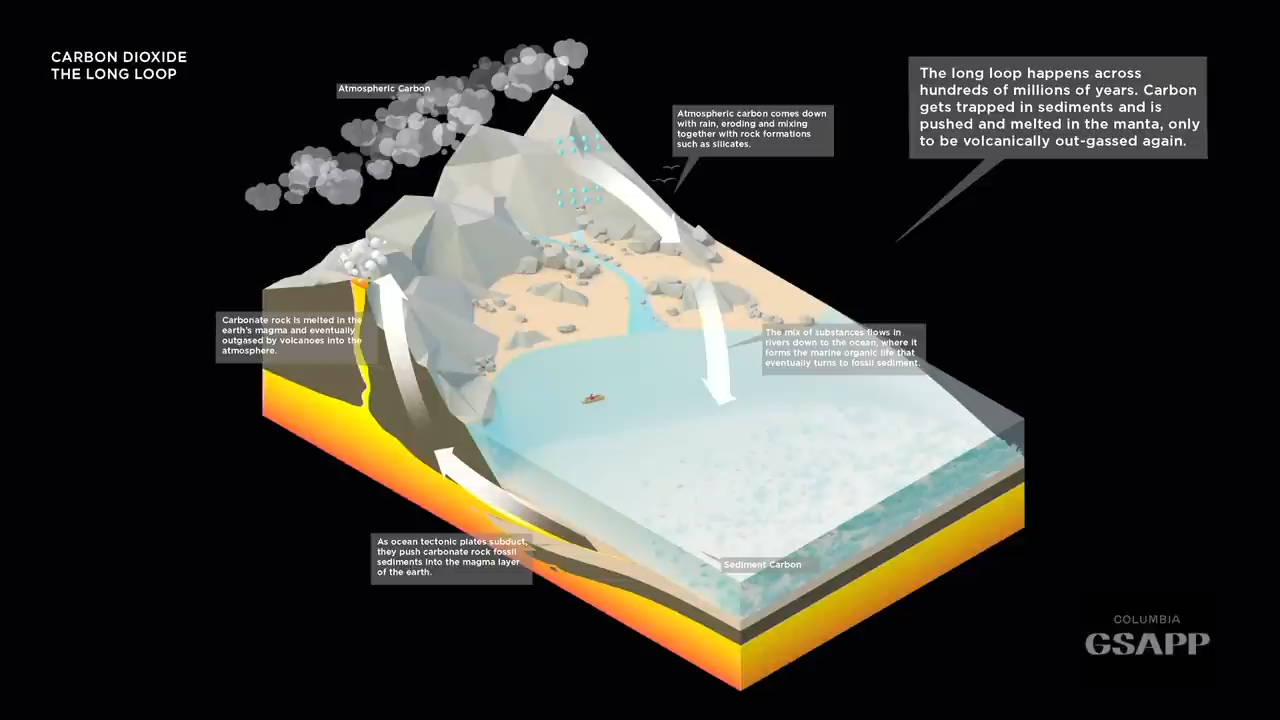 CARBON DIOXIDE
THE LONG LOOP
Atmospheric Carbon
Atmospheric carbon comes down
with rain, eroding and mixing
together with rock formations
such as silicates.
The long loop happens across
hundreds of millions of years. Carbon
gets trapped in sediments and is
pushed and melted in the manta, only
to be volcanically out-gassed again.
Carbonate rock is melted in the
earth's magma and eventually
outgased by volcanoes into the
atmosphere.
The mix of substances flows in
rivers down to the ocean, where it
forms the marine organic life that
eventually turns to fossil sediment.
As ocean tectonic plates subduct,
they push carbonate rock fossil
sediments into the magma layer
of the earth.
Sediment Carbon
COLUMBIA
GSAPP